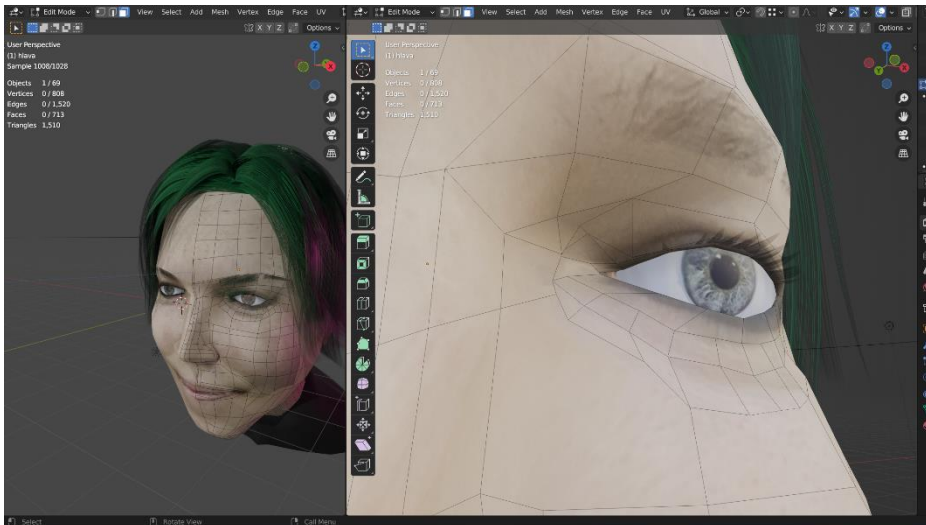 Edit Mode View Select Add Mesh Vertex Edge Face UV
X Y Z Options
User Perspective
(1) hlava
Sample 1008/1028
Objects 1 / 69
Vertices 0 / 808
Edges 0 / 1,520
Faces 0 / 713
Triangles 1,510
Z
Select
Rotate View
Call Menu
Edit Mode View Select Add Mesh Vertex Edge Face UV Global
X Y Z Options
User Perspective
(1) hlava
Objects 1 / 69
Vertices 0 / 808
Edges 0 / 1,520
Faces 0 / 713
Triangles 1,510
Z